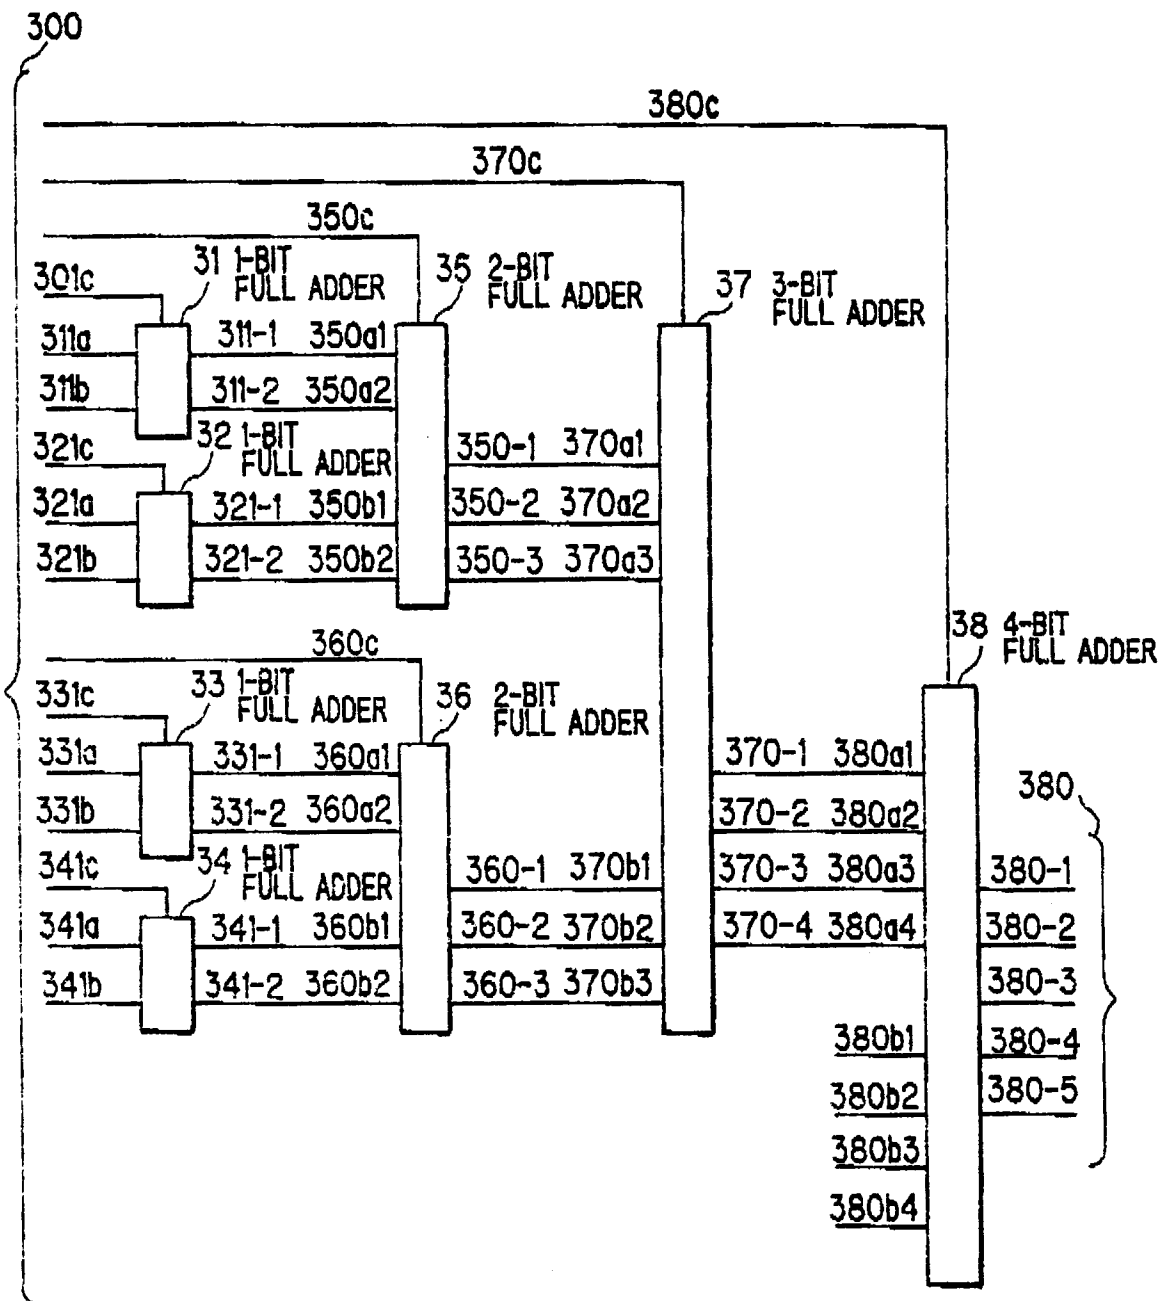 300
380c
370c
350c
31 1-BIT
FULL ADDER
35 2-BIT
FULL ADDER
37 3-BIT
FULL ADDER
301c
311a 311-1 350a1
311b 311-2 350a2
32 1-BIT
FULL ADDER
321c
350-1 370a1
321a 321-1 350b1 350-2 370a2
321b 321-2 350b2 350-3 370a3
360c
38 4-BIT
FULL ADDER
33 1-BIT
FULL ADDER
36 2-BIT
FULL ADDER
331c
331a 331-1 360a1 370-1 380a1
380
331b 331-2 360a2 370-2 380a2
34 1-BIT
FULL ADDER
341c
360-1 370b1 370-3 380a3 380-1
341a 341-1 360b1 360-2 370b2 370-4 380a4 380-2
341b 341-2 360b2 360-3 370b3 380-3
380b1 380-4
380b2 380-5
380b3
380b4